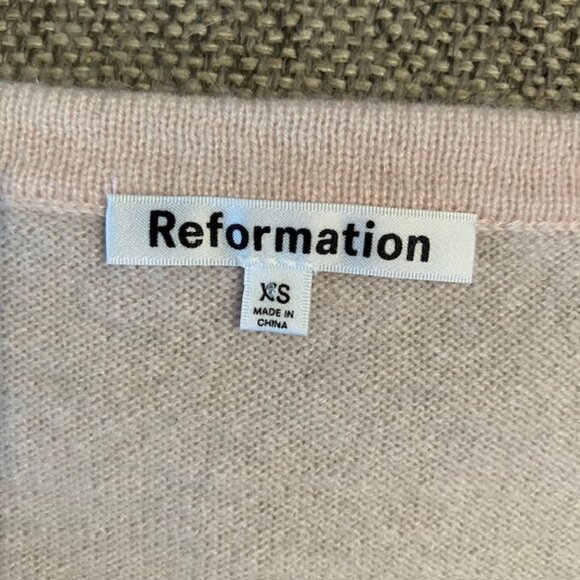 Reformation
XS
MADE IN
CHINA